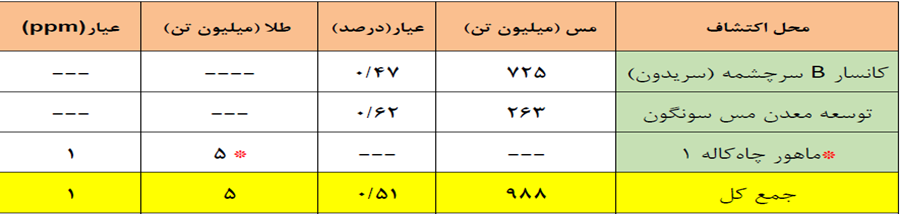 محل اکتشاف مس (میلیون تن) عیار(درصد) طلا (میلیون تن) عیار(ppm)
کانسار B سرچشمه (سریدون) ۷۲۵ ۰/۴۷ ---- ---
توسعه معدن مس سونگون ۲۶۳ ۰/۶۲ --- ---
*ماهور چاه‌کاله ۱ --- --- ۵ * ۱
جمع کل ۹۸۸ ۰/۵۱ ۵ ۱